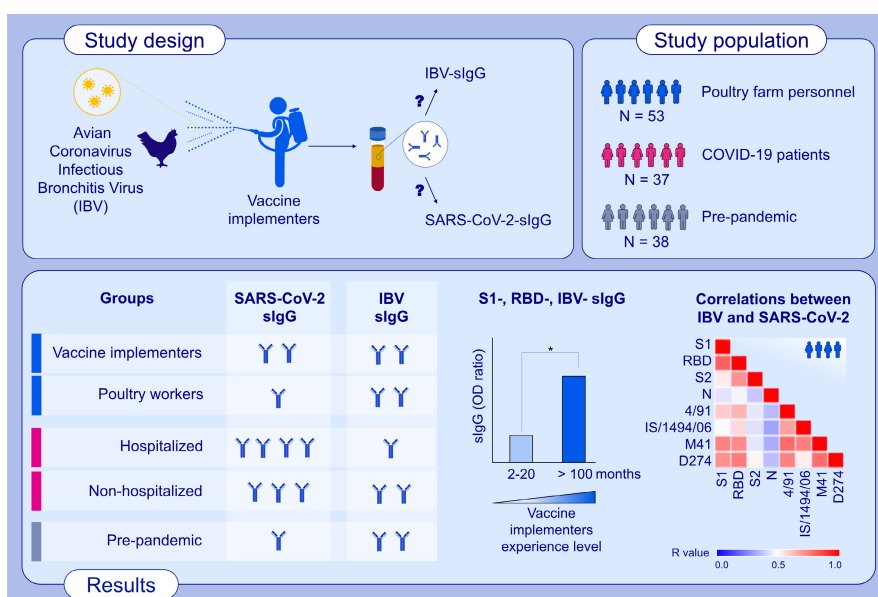 Study design
Avian
Coronavirus
Infectious
Bronchitis Virus
(IBV)
Vaccine
implementers
?
IBV-sIgG
?
SARS-CoV-2-sIgG
Study population
Poultry farm personnel
N = 53
COVID-19 patients
N = 37
Pre-pandemic
N = 38
Groups
SARS-CoV-2
sIgG
IBV
sIgG
Vaccine implementers
Poultry workers
Hospitalized
Non-hospitalized
Pre-pandemic
S1-, RBD-, IBV- sIgG
sIgG (OD ratio)
*
2-20
> 100 months
Vaccine
implementers
experience level
Correlations between
IBV and SARS-CoV-2
S1
RBD
S2
N
4/91
IS/1494/06
M41
D274
S1
RBD
S2
N
4/91
IS/1494/06
M41
D274
R value
0.0
0.5
1.0
Results